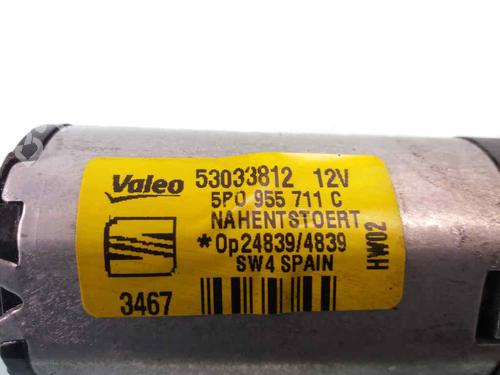 Valeo 53033812 12V
5P0 955 711 C
NAHENTSTOERT
*Op24839/4839
SW4 SPAIN
3467
HW02